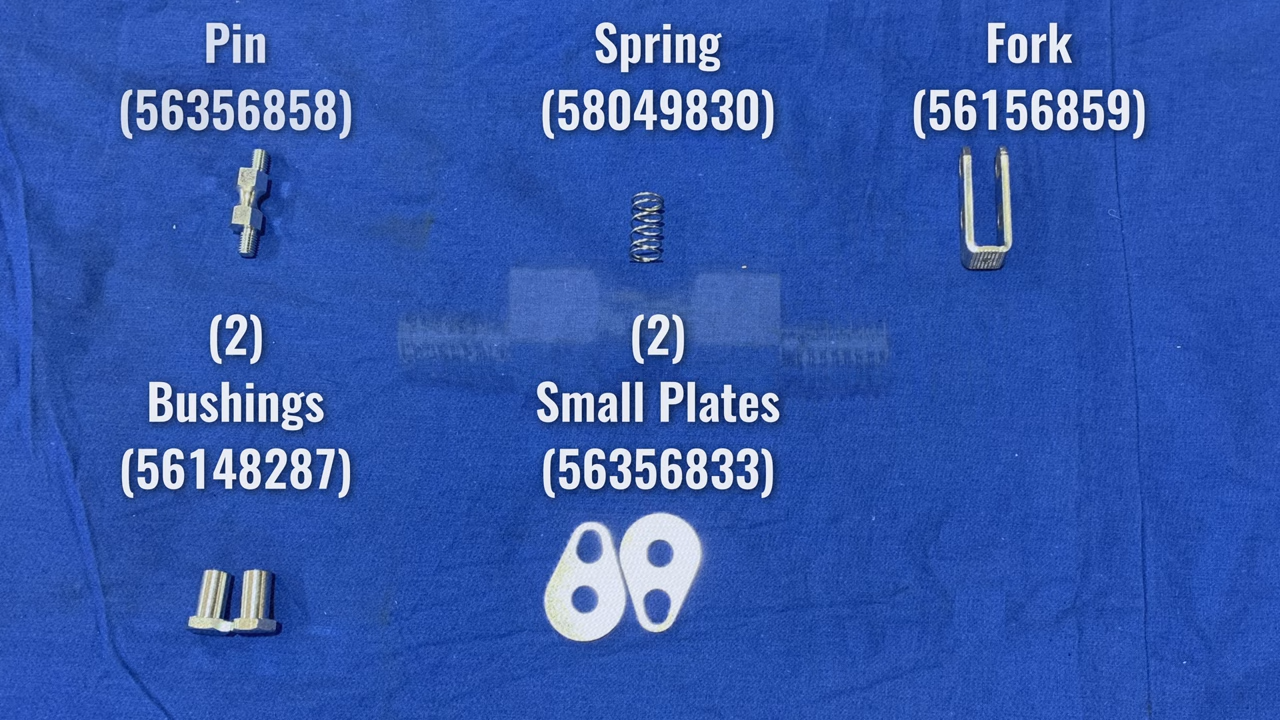 Pin
(56356858)
Spring
(58049830)
Fork
(56156859)
(2)
Bushings
(56148287)
(2)
Small Plates
(56356833)